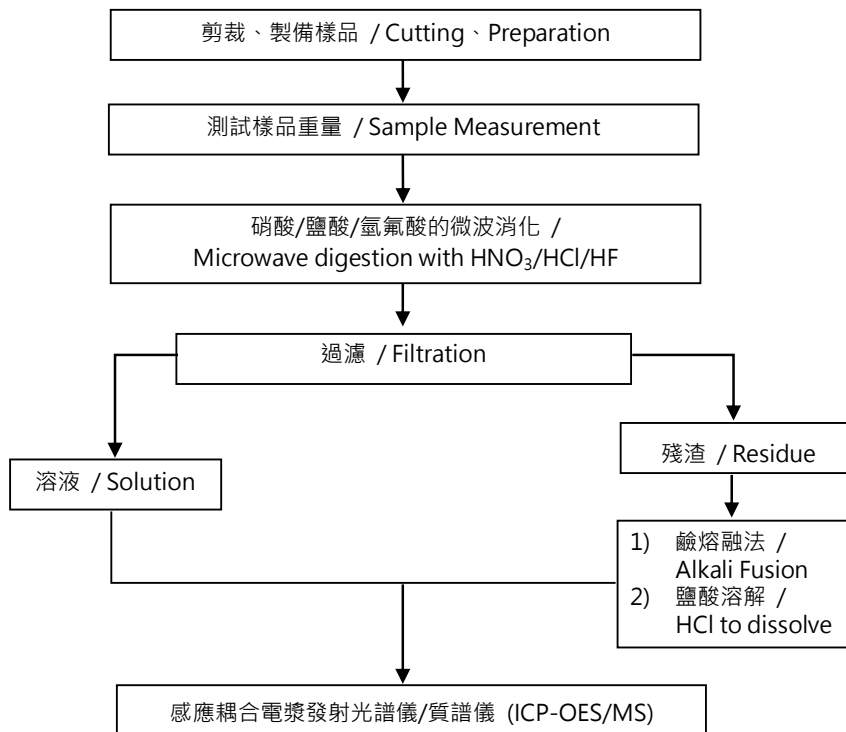 剪裁、製備樣品 / Cutting、Preparation
測試樣品重量 / Sample Measurement
硝酸/鹽酸/氫氟酸的微波消化 /
Microwave digestion with HNO₃/HCl/HF
過濾 / Filtration
溶液 / Solution
殘渣 / Residue
1) 鹼熔融法 /
Alkali Fusion
2) 鹽酸溶解 /
HCl to dissolve
感應耦合電漿發射光譜儀/質譜儀 (ICP-OES/MS)